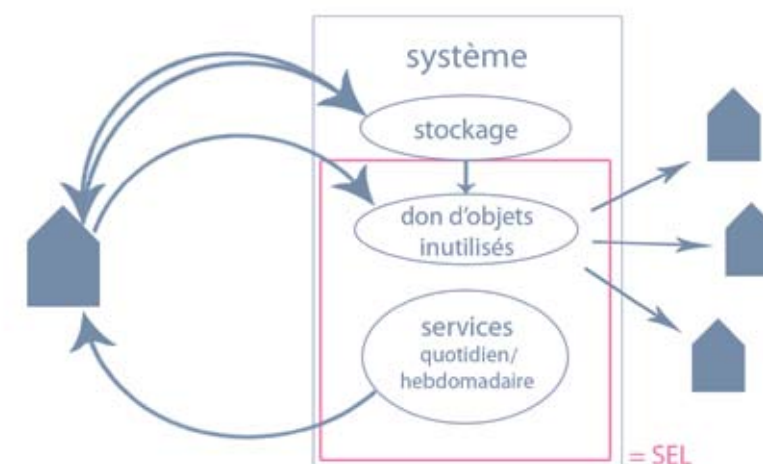 système
stockage
don d'objets
inutilisés
services
quotidien/
hebdomadaire
= SEL